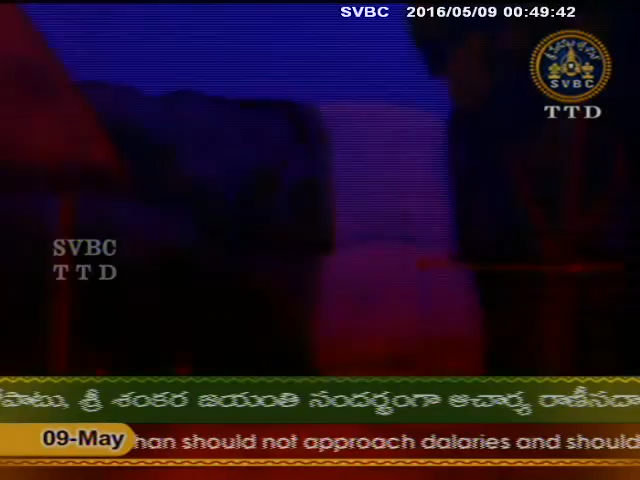 SVBC 2016/05/09 00:49:42
SVBC
TTD
SVBC
TTD
శ్రీ శంకర జయంతి సందర్భంగా ఆచార్య
09-May han should not approach dalaries and should